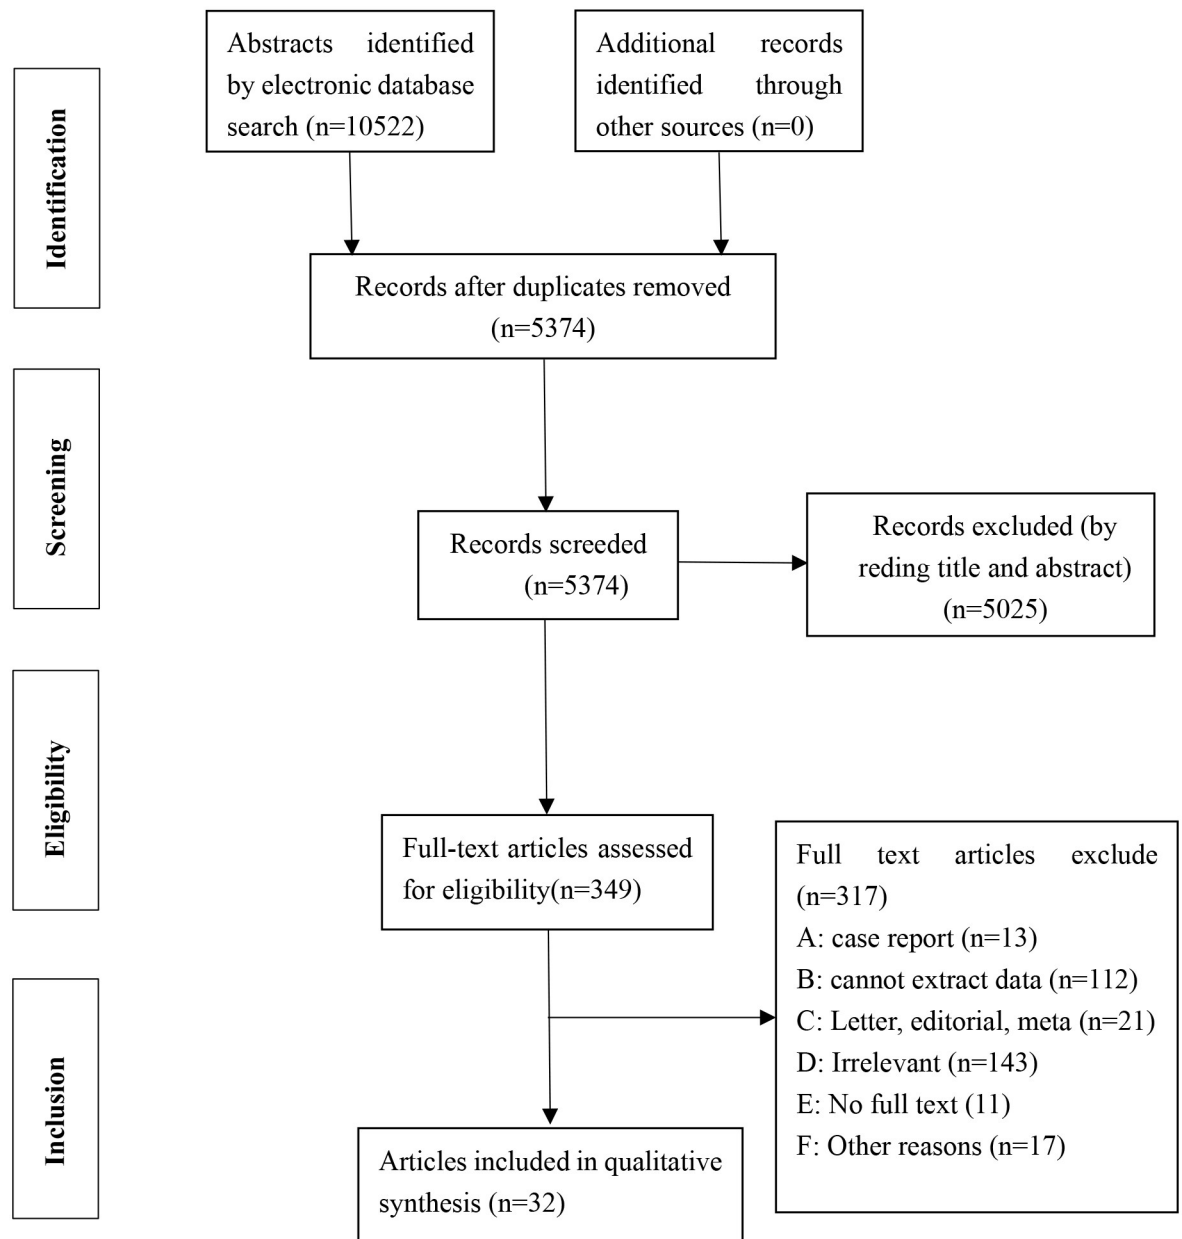 Abstracts identified
by electronic database
search (n=10522)
Additional records
identified through
other sources (n=0)
Identification
Records after duplicates removed
(n=5374)
Screening
Records screeded
(n=5374)
Records excluded (by
reding title and abstract)
(n=5025)
Eligibility
Full-text articles assessed
for eligibility(n=349)
Full text articles exclude
(n=317)
A: case report (n=13)
B: cannot extract data (n=112)
C: Letter, editorial, meta (n=21)
D: Irrelevant (n=143)
E: No full text (11)
F: Other reasons (n=17)
Inclusion
Articles included in qualitative
synthesis (n=32)